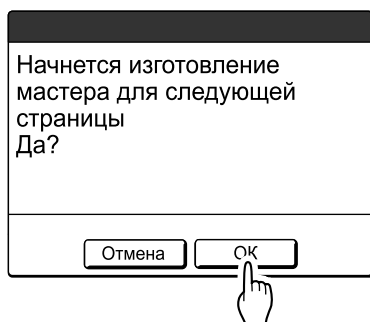 Начнется изготовление
мастера для следующей
страницы
Да?
Отмена
OK